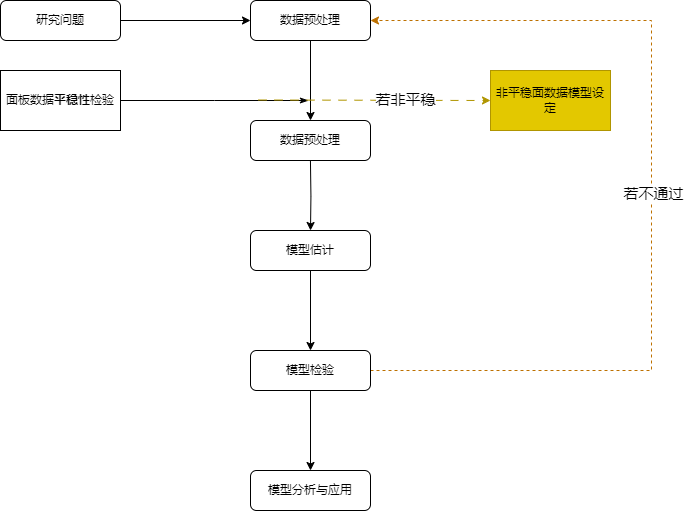 研究问题
数据预处理
面板数据平稳性检验
若非平稳
非平稳面数据模型设
定
数据预处理
若不通过
模型估计
模型检验
模型分析与应用